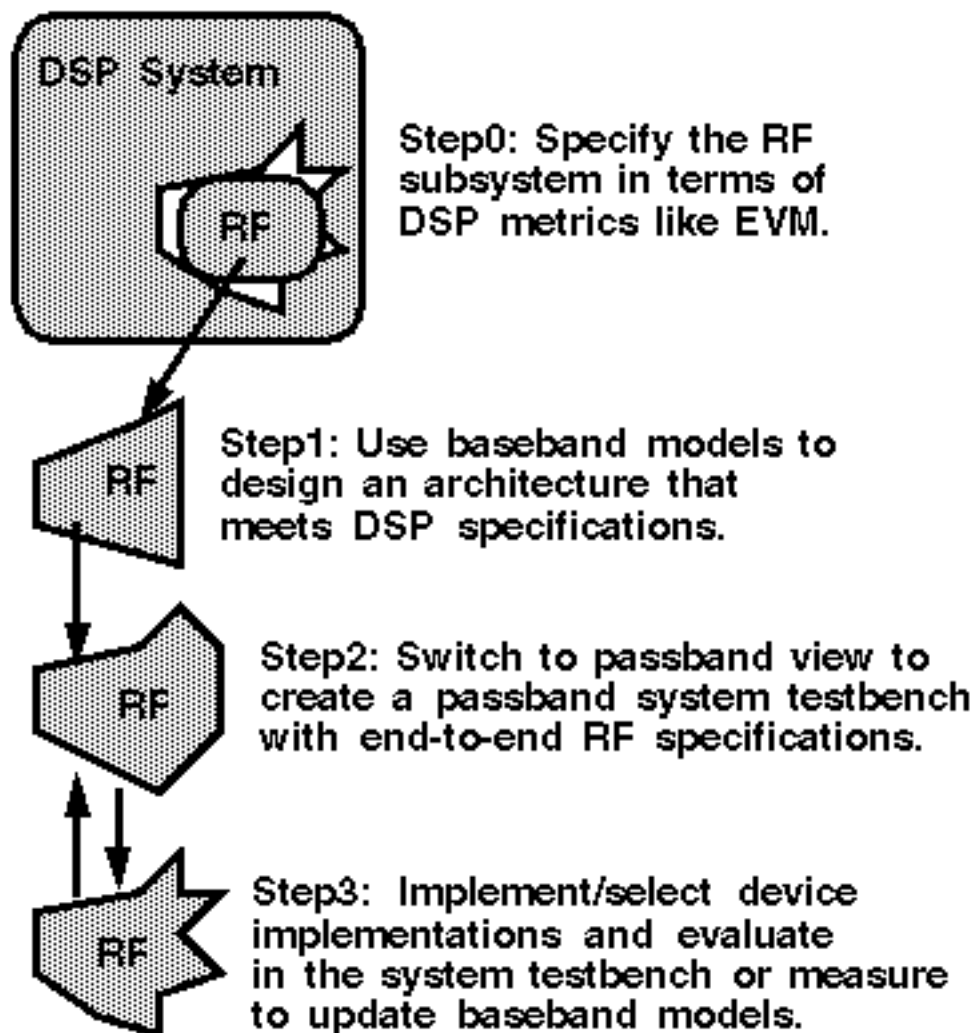 DSP System
Step0: Specify the RF
subsystem in terms of
DSP metrics like EVM.
RF
Step1: Use baseband models to
design an architecture that
meets DSP specifications.
RF
Step2: Switch to passband view to
create a passband system testbench
with end-to-end RF specifications.
RF
Step3: Implement/select device
implementations and evaluate
in the system testbench or measure
to update baseband models.
RF